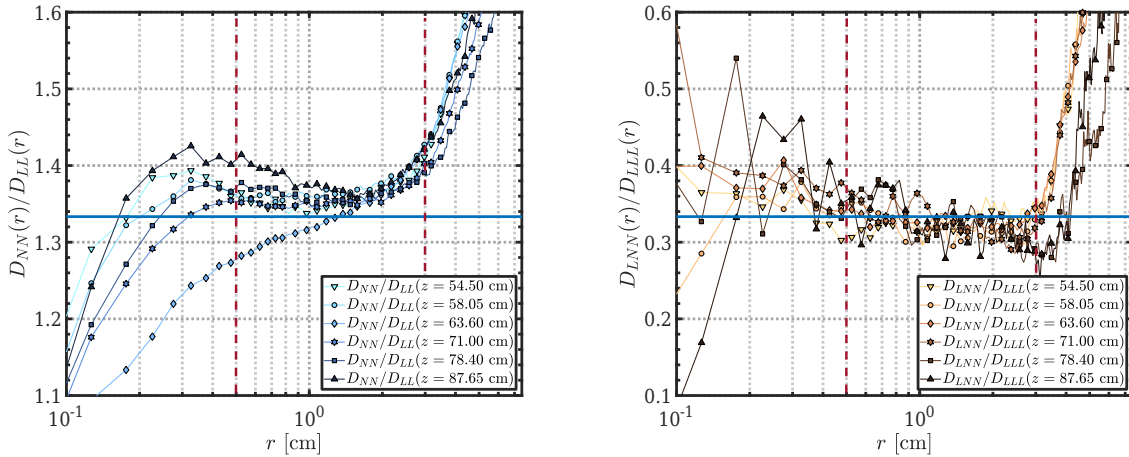 1.6
1.5
1.4
1.3
1.2
1.1
D_{NN}(r)/D_{LL}(r)
10^{-1}
10^{0}
r [cm]
D_{NN}/D_{LL}(z = 54.50 cm)
D_{NN}/D_{LL}(z = 58.05 cm)
D_{NN}/D_{LL}(z = 63.60 cm)
D_{NN}/D_{LL}(z = 71.00 cm)
D_{NN}/D_{LL}(z = 78.40 cm)
D_{NN}/D_{LL}(z = 87.65 cm)
0.6
0.5
0.4
0.3
0.2
0.1
D_{LNN}(r)/D_{LLL}(r)
10^{-1}
10^{0}
r [cm]
D_{LNN}/D_{LLL}(z = 54.50 cm)
D_{LNN}/D_{LLL}(z = 58.05 cm)
D_{LNN}/D_{LLL}(z = 63.60 cm)
D_{LNN}/D_{LLL}(z = 71.00 cm)
D_{LNN}/D_{LLL}(z = 78.40 cm)
D_{LNN}/D_{LLL}(z = 87.65 cm)